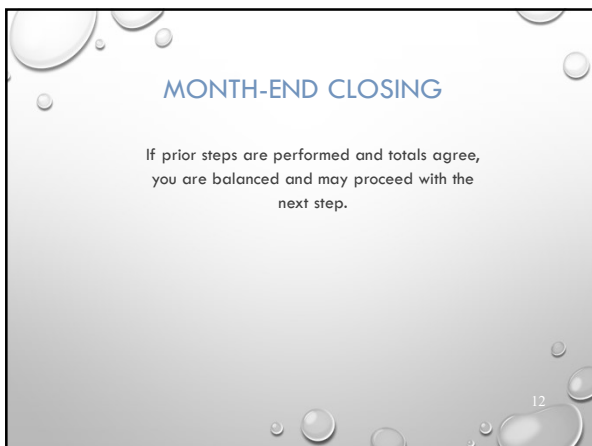 MONTH-END CLOSING
If prior steps are performed and totals agree,
you are balanced and may proceed with the
next step.
12